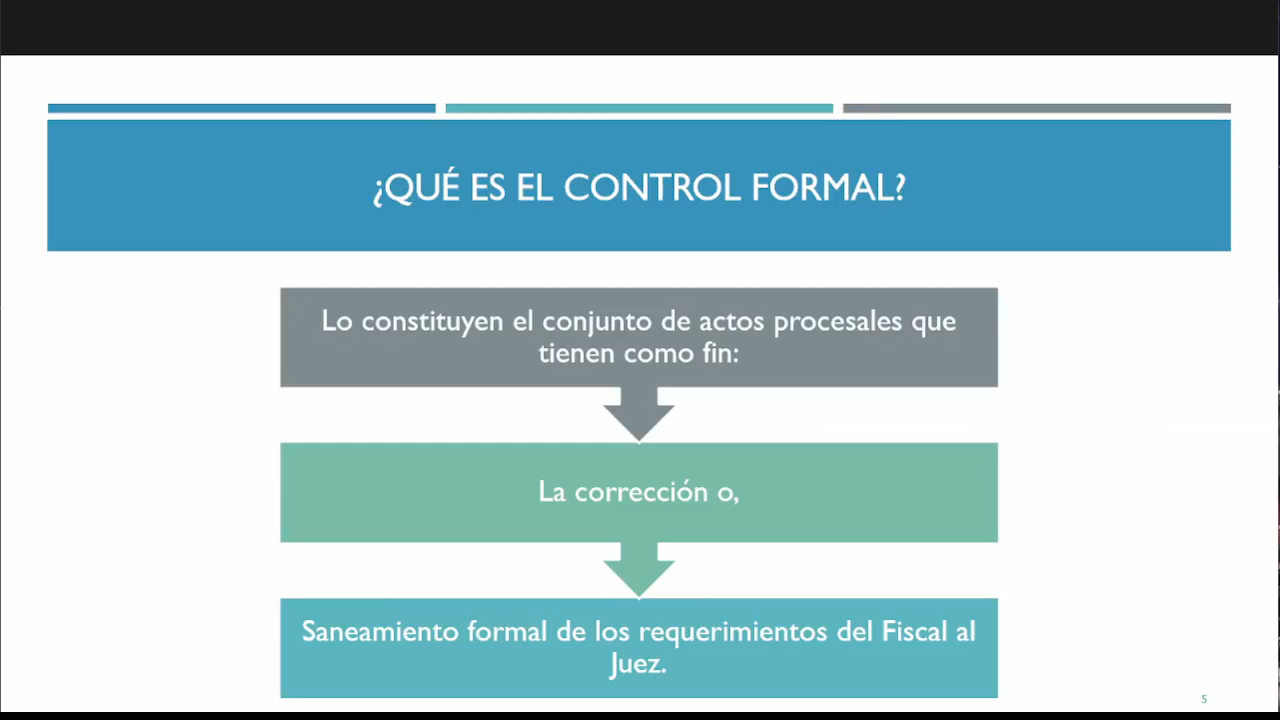 ¿QUÉ ES EL CONTROL FORMAL?
Lo constituyen el conjunto de actos procesales que
tienen como fin:
La corrección o,
Saneamiento formal de los requerimientos del Fiscal al
Juez.
5